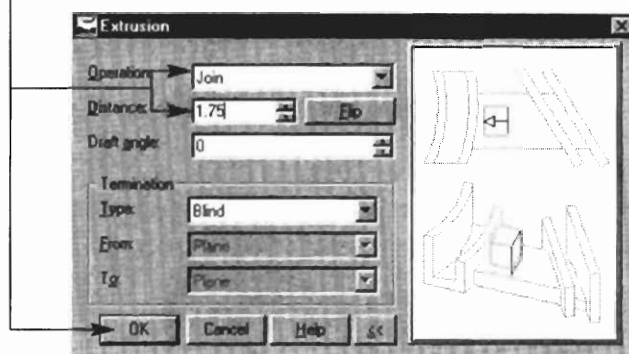 Extrusion
Operation: Join
Distance: 1.75 Flip
Draft angle: 0
Termination
Type: Blind
From: Plane
To: Plane
OK Cancel Help <<